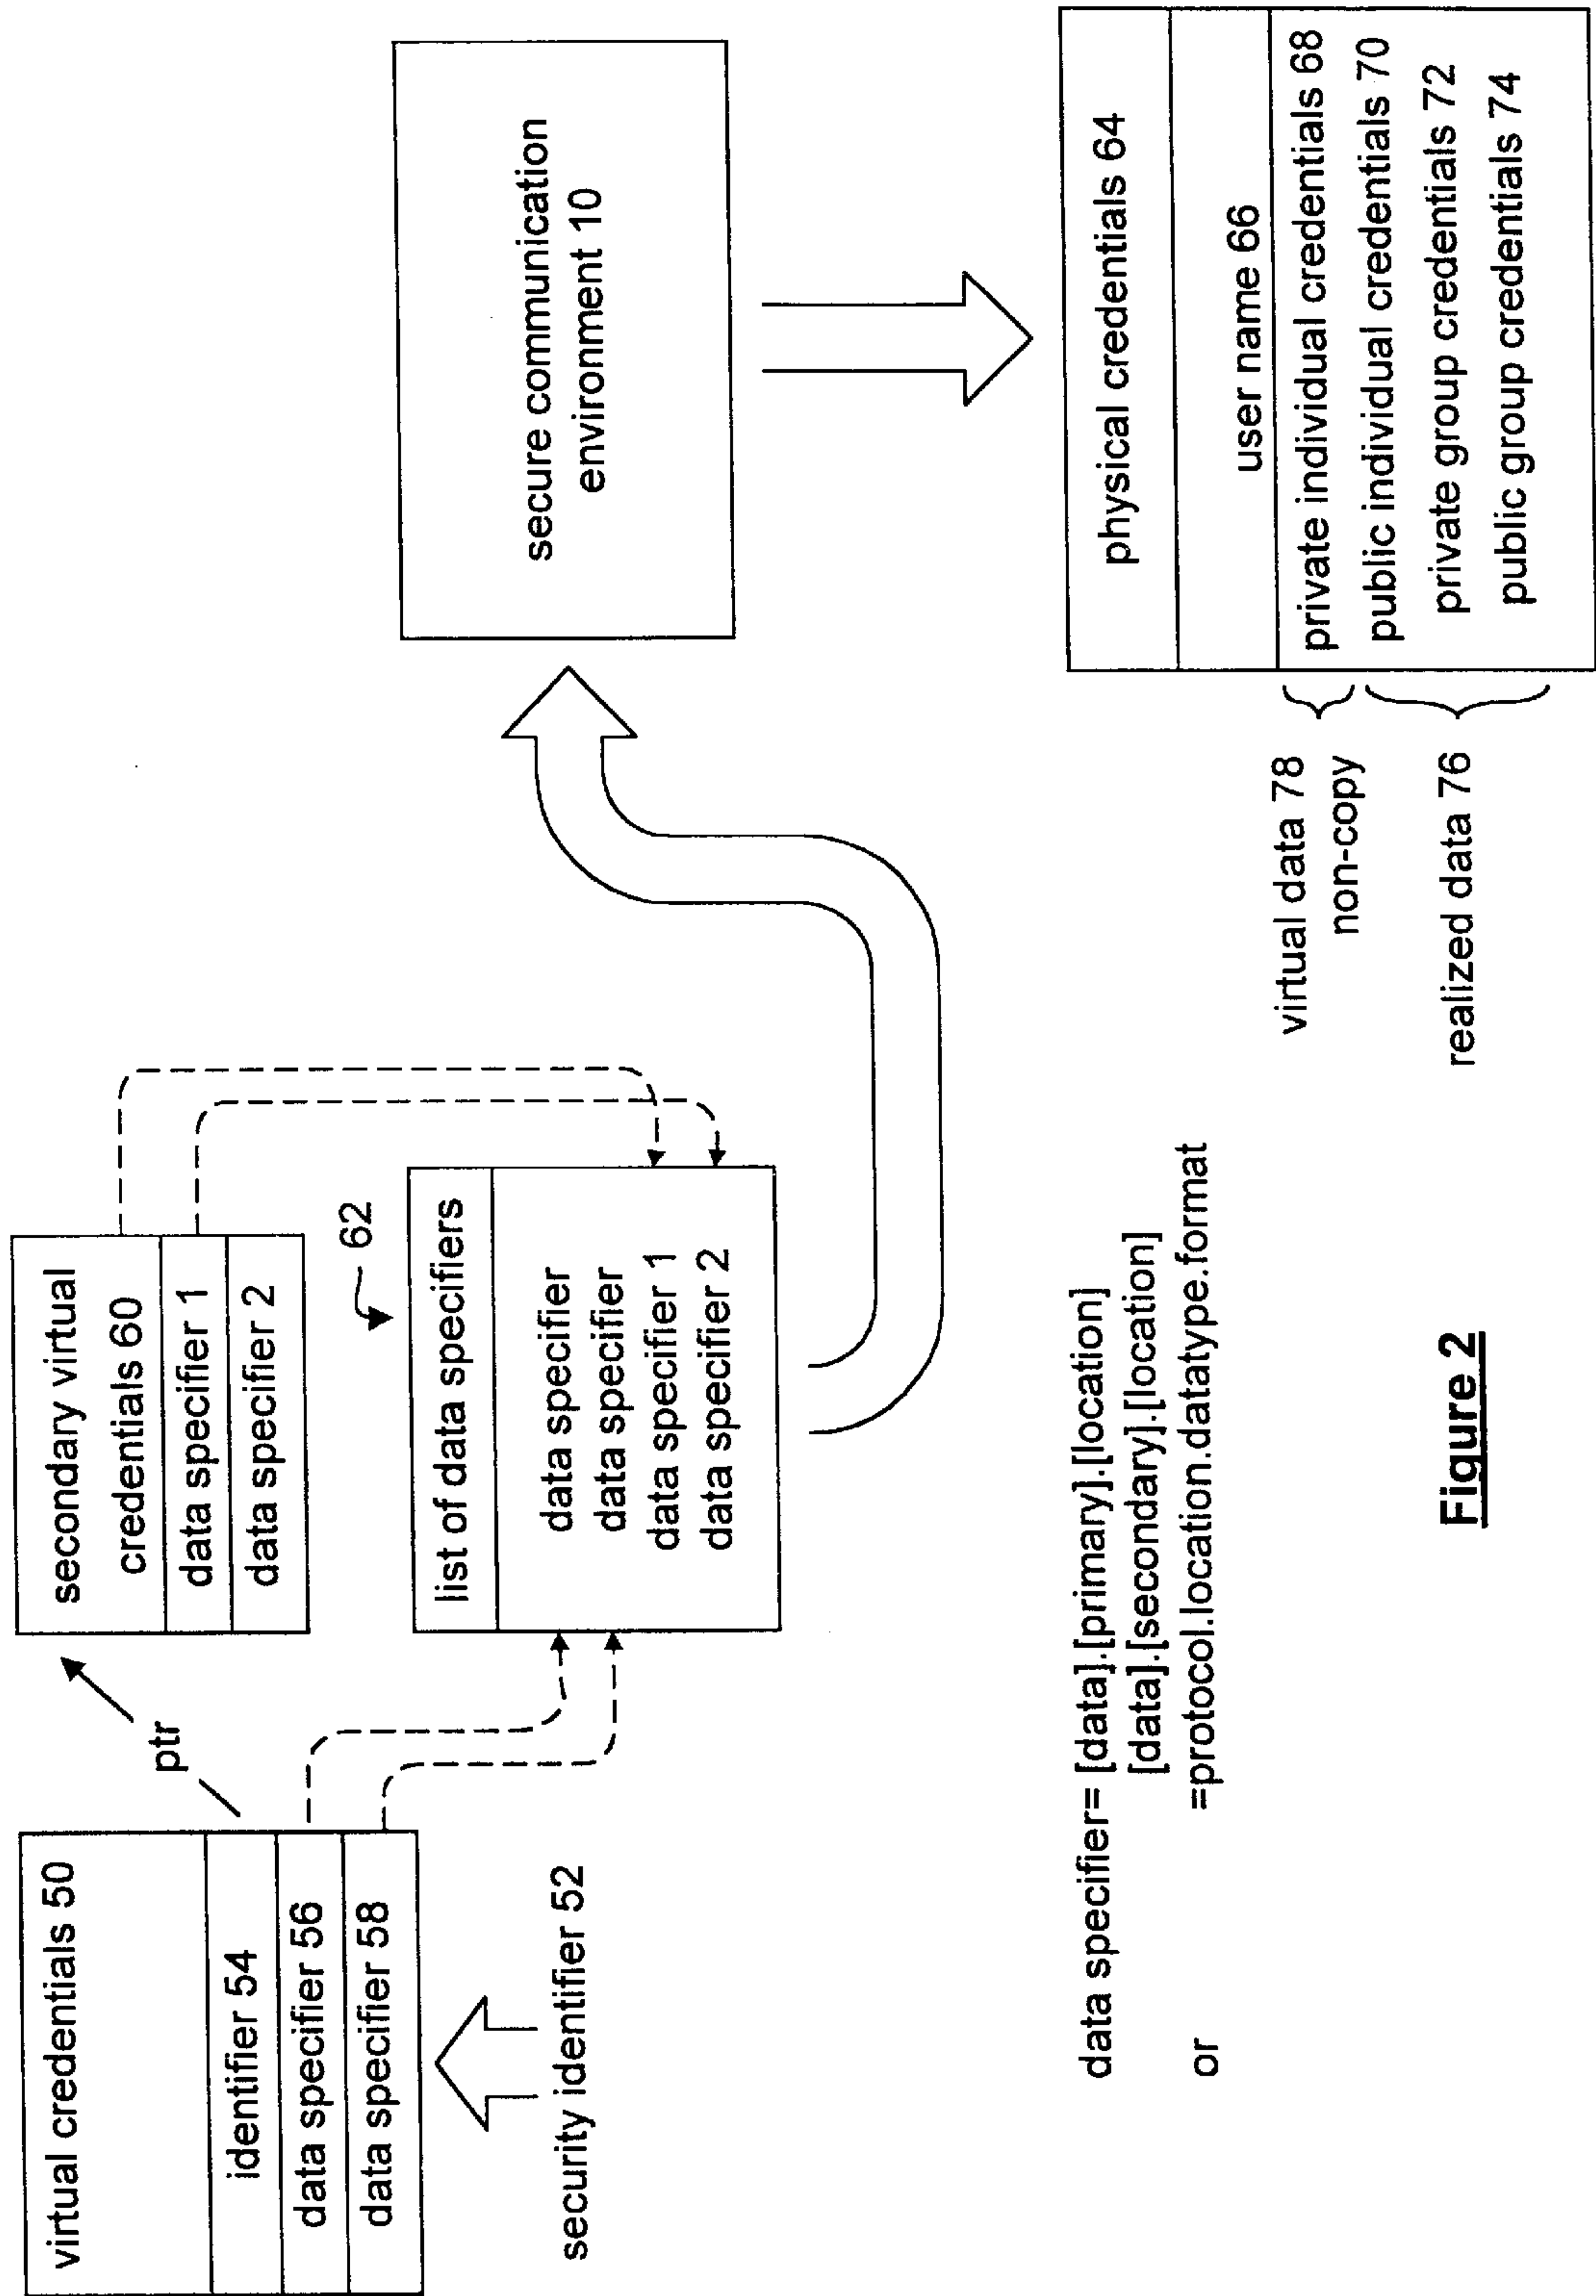 virtual credentials 50
identifier 54
data specifier 56
data specifier 58
security identifier 52
ptr
secondary virtual
credentials 60
data specifier 1
data specifier 2
62
list of data specifiers
data specifier
data specifier
data specifier 1
data specifier 2
secure communication
environment 10
physical credentials 64
user name 66
private individual credentials 68
public individual credentials 70
private group credentials 72
public group credentials 74
virtual data 78
non-copy
realized data 76
data specifier= [data].[primary].[location]
[data].[secondary].[location]
or =protocol.location.datatype.format
Figure 2